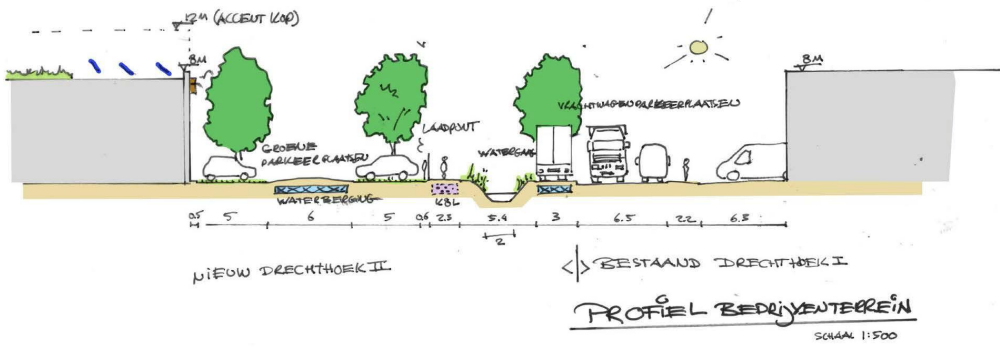 12M (ACCENT KOP)
8M
8M
VRACHTWAGENPARKEERPLAATSEN
LAADPUNT
GROENE
PARKEERPLAATSEN
WATERGANG
WATERBERGING
K&L
0.5 5 6 5 0.6 2.5 5.4 3 6.5 2.2 6.5
2
NIEUW DRECHTHOEK II
<|> BESTAAND DRECHTHOEK I
PROFIEL BEDRIJVENTERREIN
SCHAAL 1:500